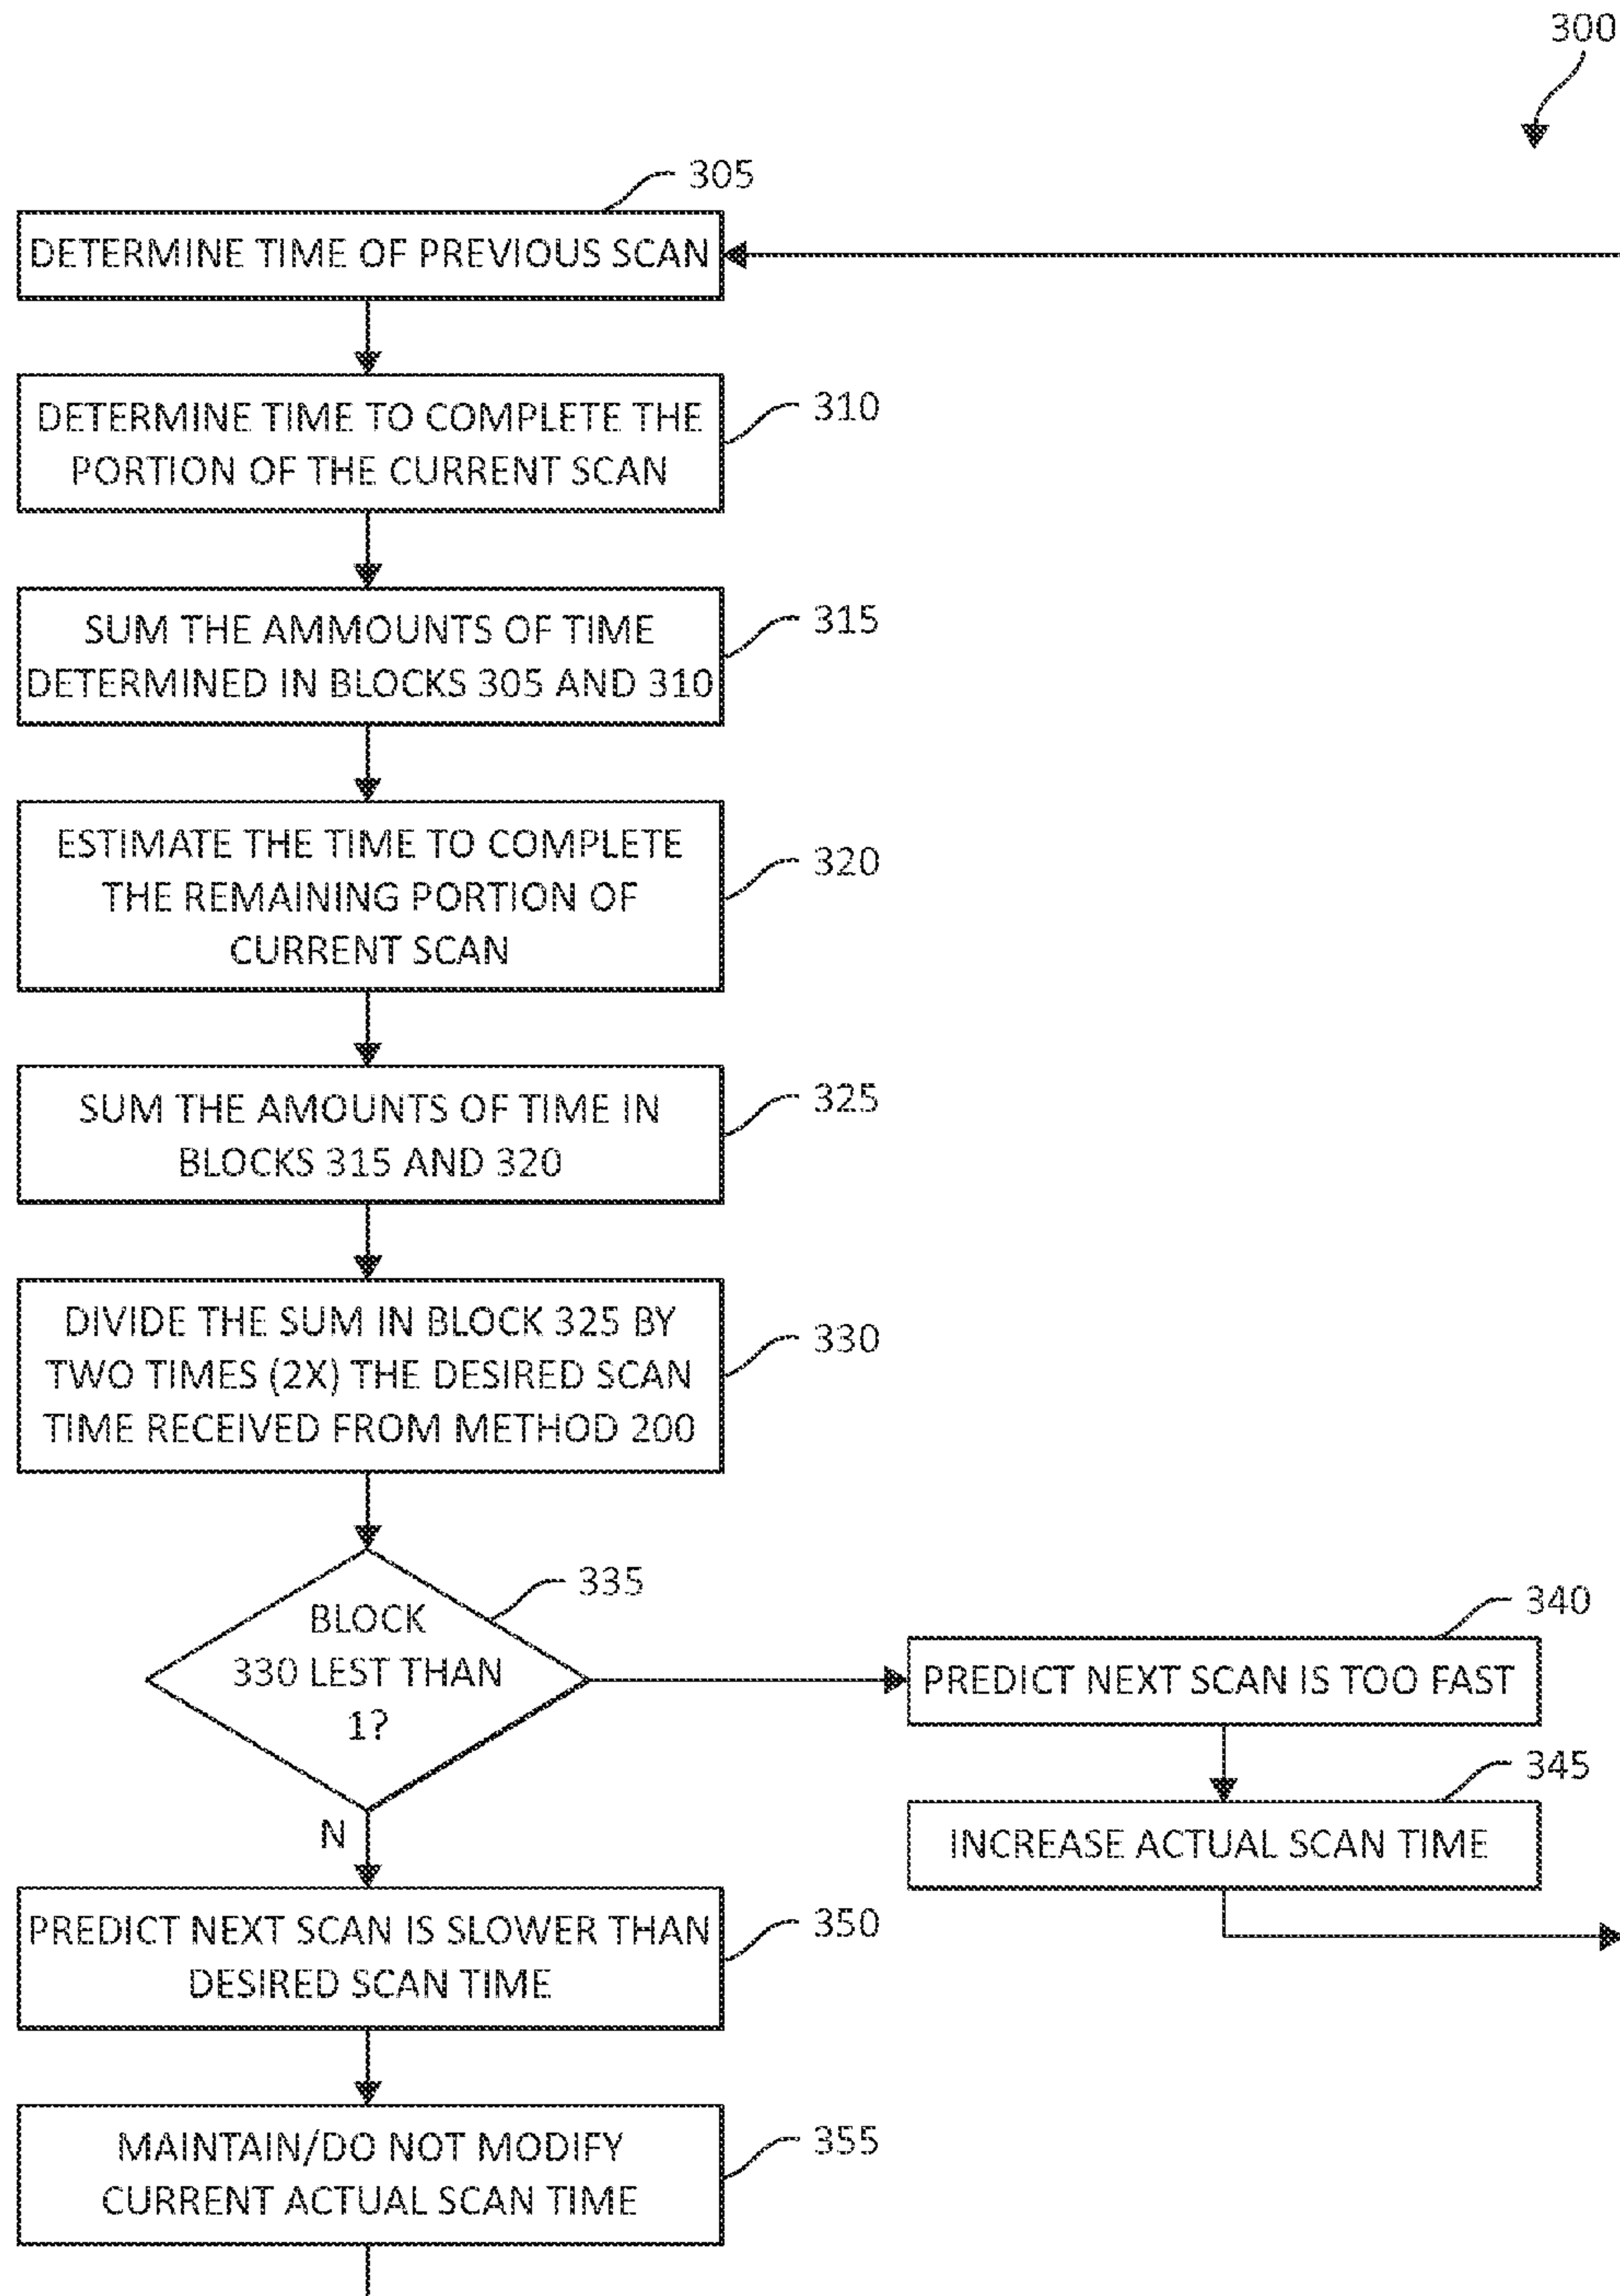 300
305
DETERMINE TIME OF PREVIOUS SCAN
DETERMINE TIME TO COMPLETE THE
PORTION OF THE CURRENT SCAN
310
SUM THE AMMOUNTS OF TIME
DETERMINED IN BLOCKS 305 AND 310
315
ESTIMATE THE TIME TO COMPLETE
THE REMAINING PORTION OF
CURRENT SCAN
320
SUM THE AMOUNTS OF TIME IN
BLOCKS 315 AND 320
325
DIVIDE THE SUM IN BLOCK 325 BY
TWO TIMES (2X) THE DESIRED SCAN
TIME RECEIVED FROM METHOD 200
330
BLOCK
330 LEST THAN
1?
335
340
PREDICT NEXT SCAN IS TOO FAST
345
INCREASE ACTUAL SCAN TIME
N
PREDICT NEXT SCAN IS SLOWER THAN
DESIRED SCAN TIME
350
MAINTAIN/DO NOT MODIFY
CURRENT ACTUAL SCAN TIME
355